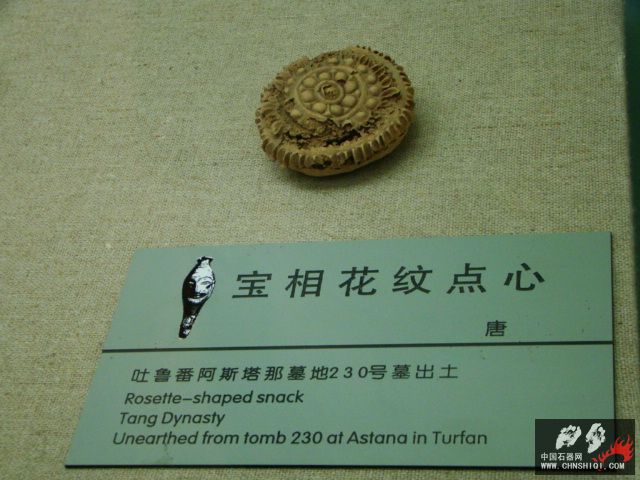 宝相花纹点心
唐
吐鲁番阿斯塔那墓地230号墓出土
Rosette-shaped snack
Tang Dynasty
Unearthed from tomb 230 at Astana in Turfan
中国石器网
WWW.CHNSHIQI.COM